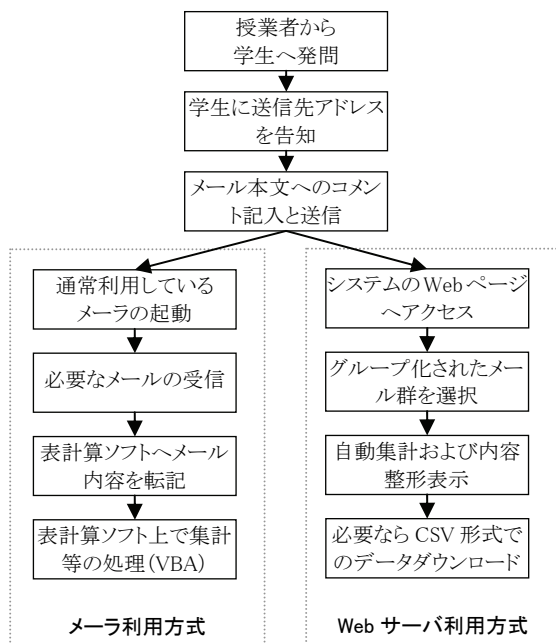 授業者から
学生へ発問
学生に送信先アドレス
を告知
メール本文へのコメン
ト記入と送信
通常利用している
メーラの起動
必要なメールの受信
表計算ソフトへメール
内容を転記
表計算ソフト上で集計
等の処理(VBA)
メーラ利用方式
システムのWebページ
へアクセス
グループ化されたメー
ル群を選択
自動集計および内容
整形表示
必要なら CSV 形式で
のデータダウンロード
Web サーバ利用方式